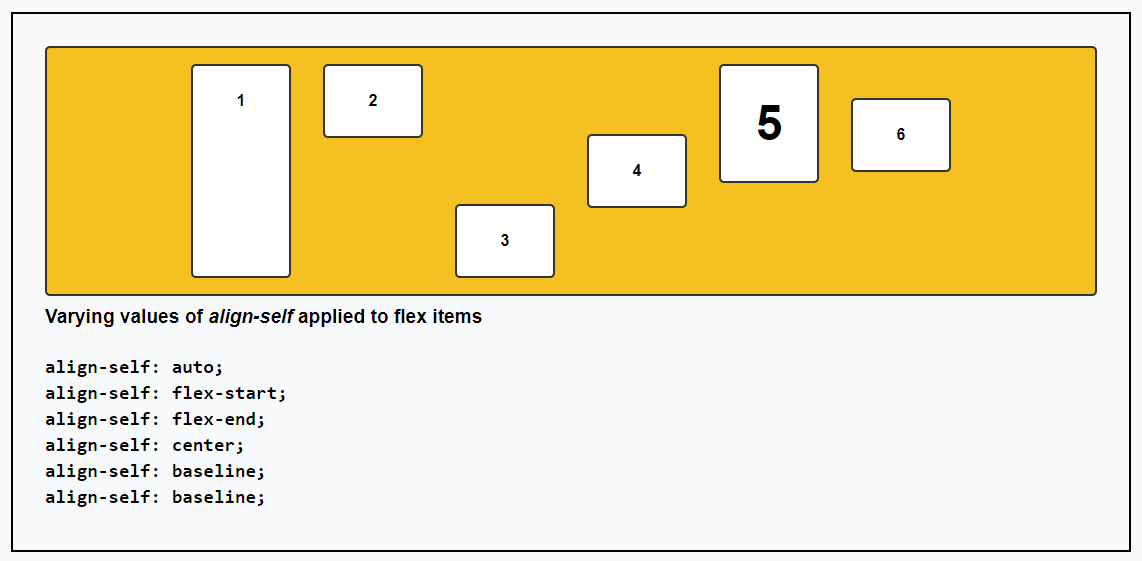 1
2
3
4
5
6
Varying values of align-self applied to flex items
align-self: auto;
align-self: flex-start;
align-self: flex-end;
align-self: center;
align-self: baseline;
align-self: baseline;